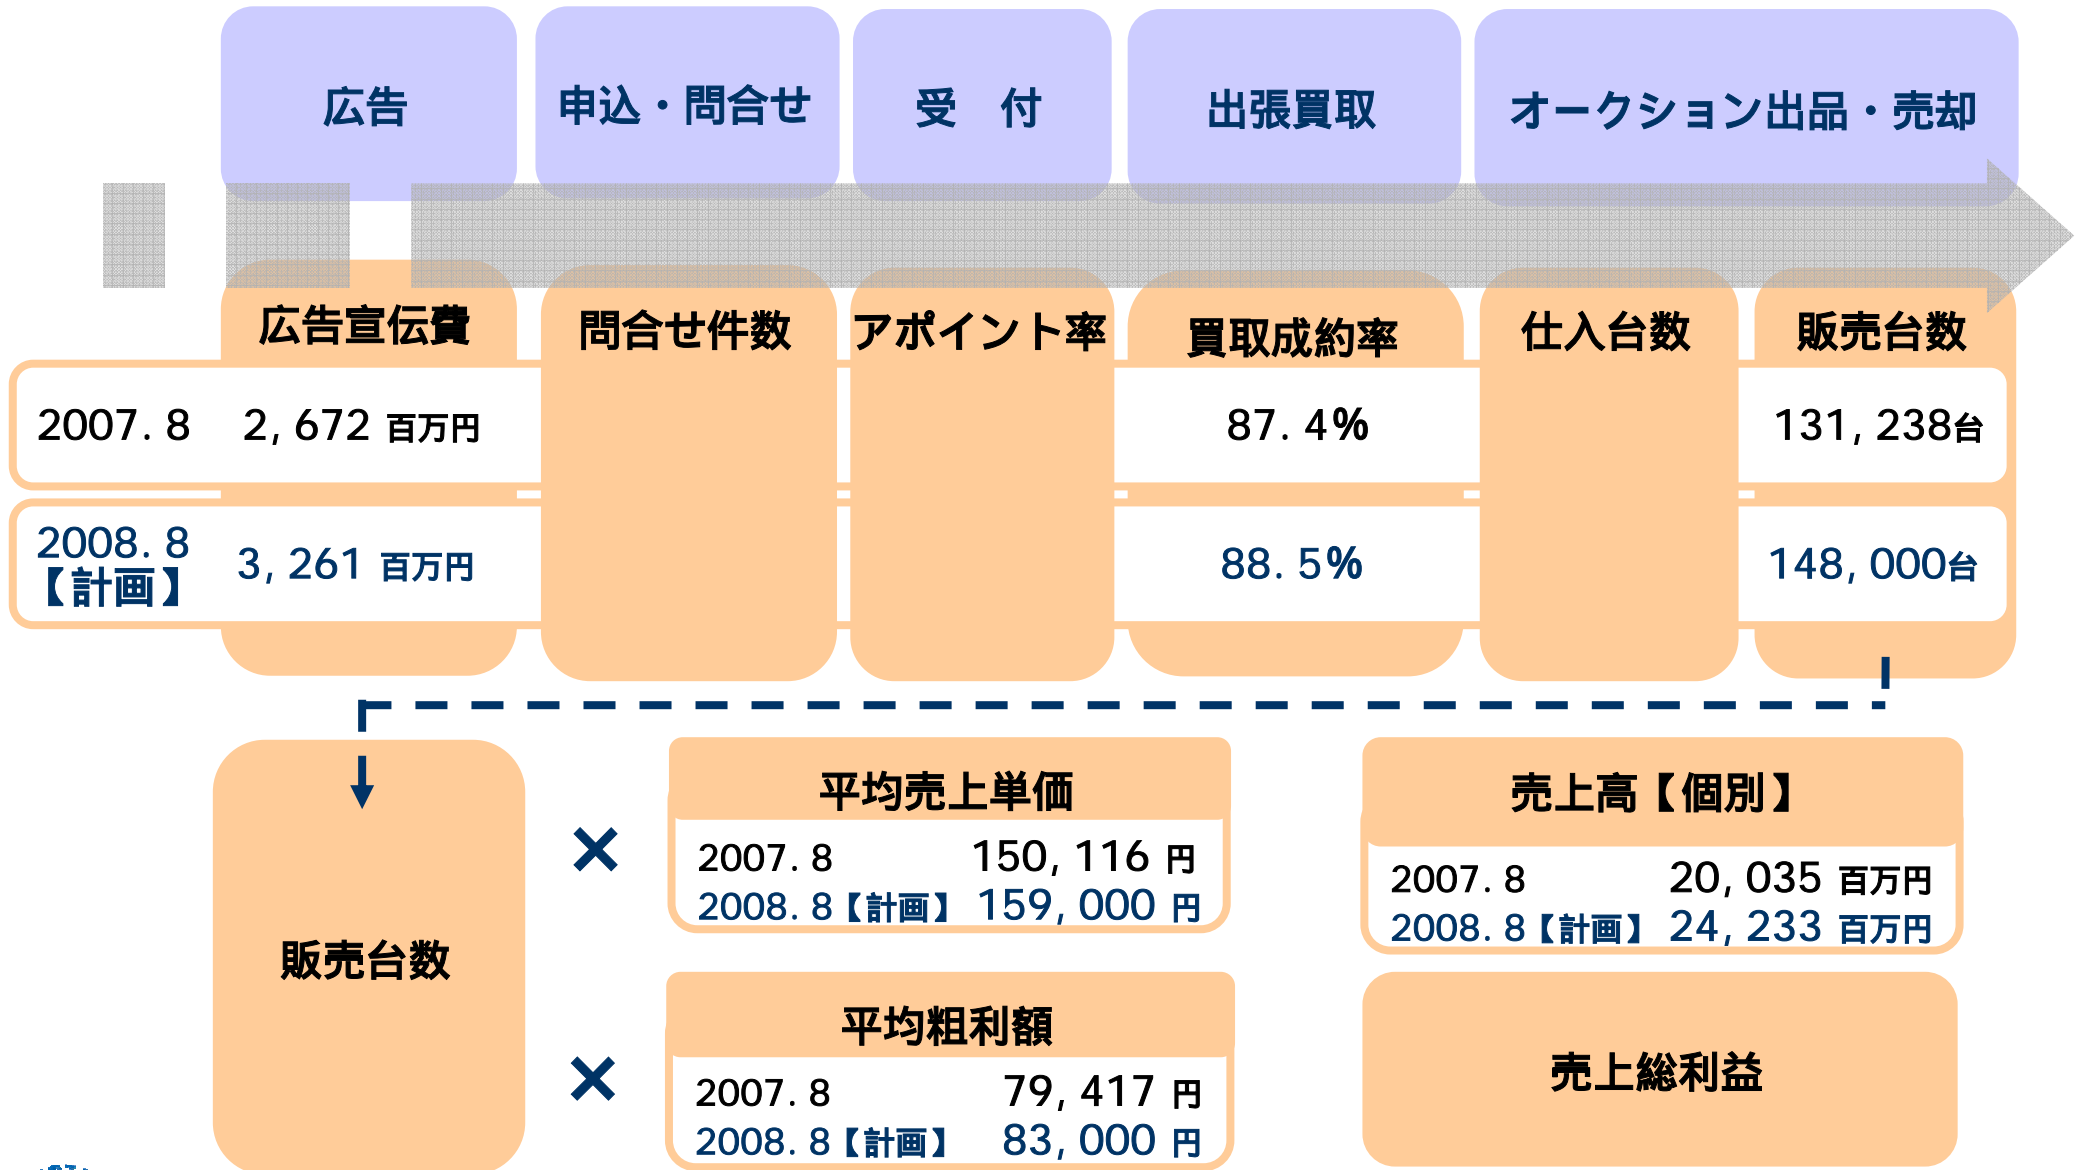 広告
申込・問合せ
受　付
出張買取
オークション出品・売却
広告宣伝費
問合せ件数
アポイント率
買取成約率
仕入台数
販売台数
2007. 8
2, 672 百万円
87. 4%
131, 238台
2008. 8
【計画】
3, 261 百万円
88. 5%
148, 000台
販売台数
×
平均売上単価
2007. 8 150, 116 円
2008. 8【計画】 159, 000 円
売上高【個別】
2007. 8 20, 035 百万円
2008. 8【計画】 24, 233 百万円
×
平均粗利額
2007. 8 79, 417 円
2008. 8【計画】 83, 000 円
売上総利益